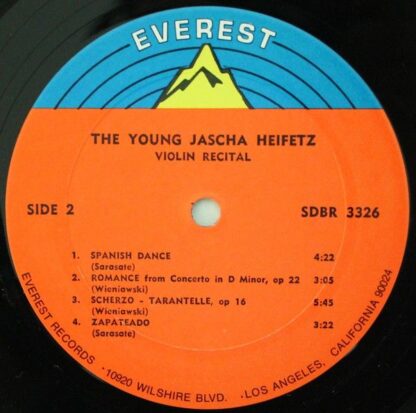 EVEREST
THE YOUNG JASCHA HEIFETZ
VIOLIN RECITAL
SIDE 2
SDBR 3326
1. SPANISH DANCE 4:22
(Sarasate)
2. ROMANCE from Concerto in D Minor, op 22 3:05
(Wieniawski)
3. SCHERZO - TARANTELLE, op 16 5:45
(Wieniawski)
4. ZAPATEADO 3:22
(Sarasate)
EVEREST RECORDS · 10920 WILSHIRE BLVD. · LOS ANGELES, CALIFORNIA 90024